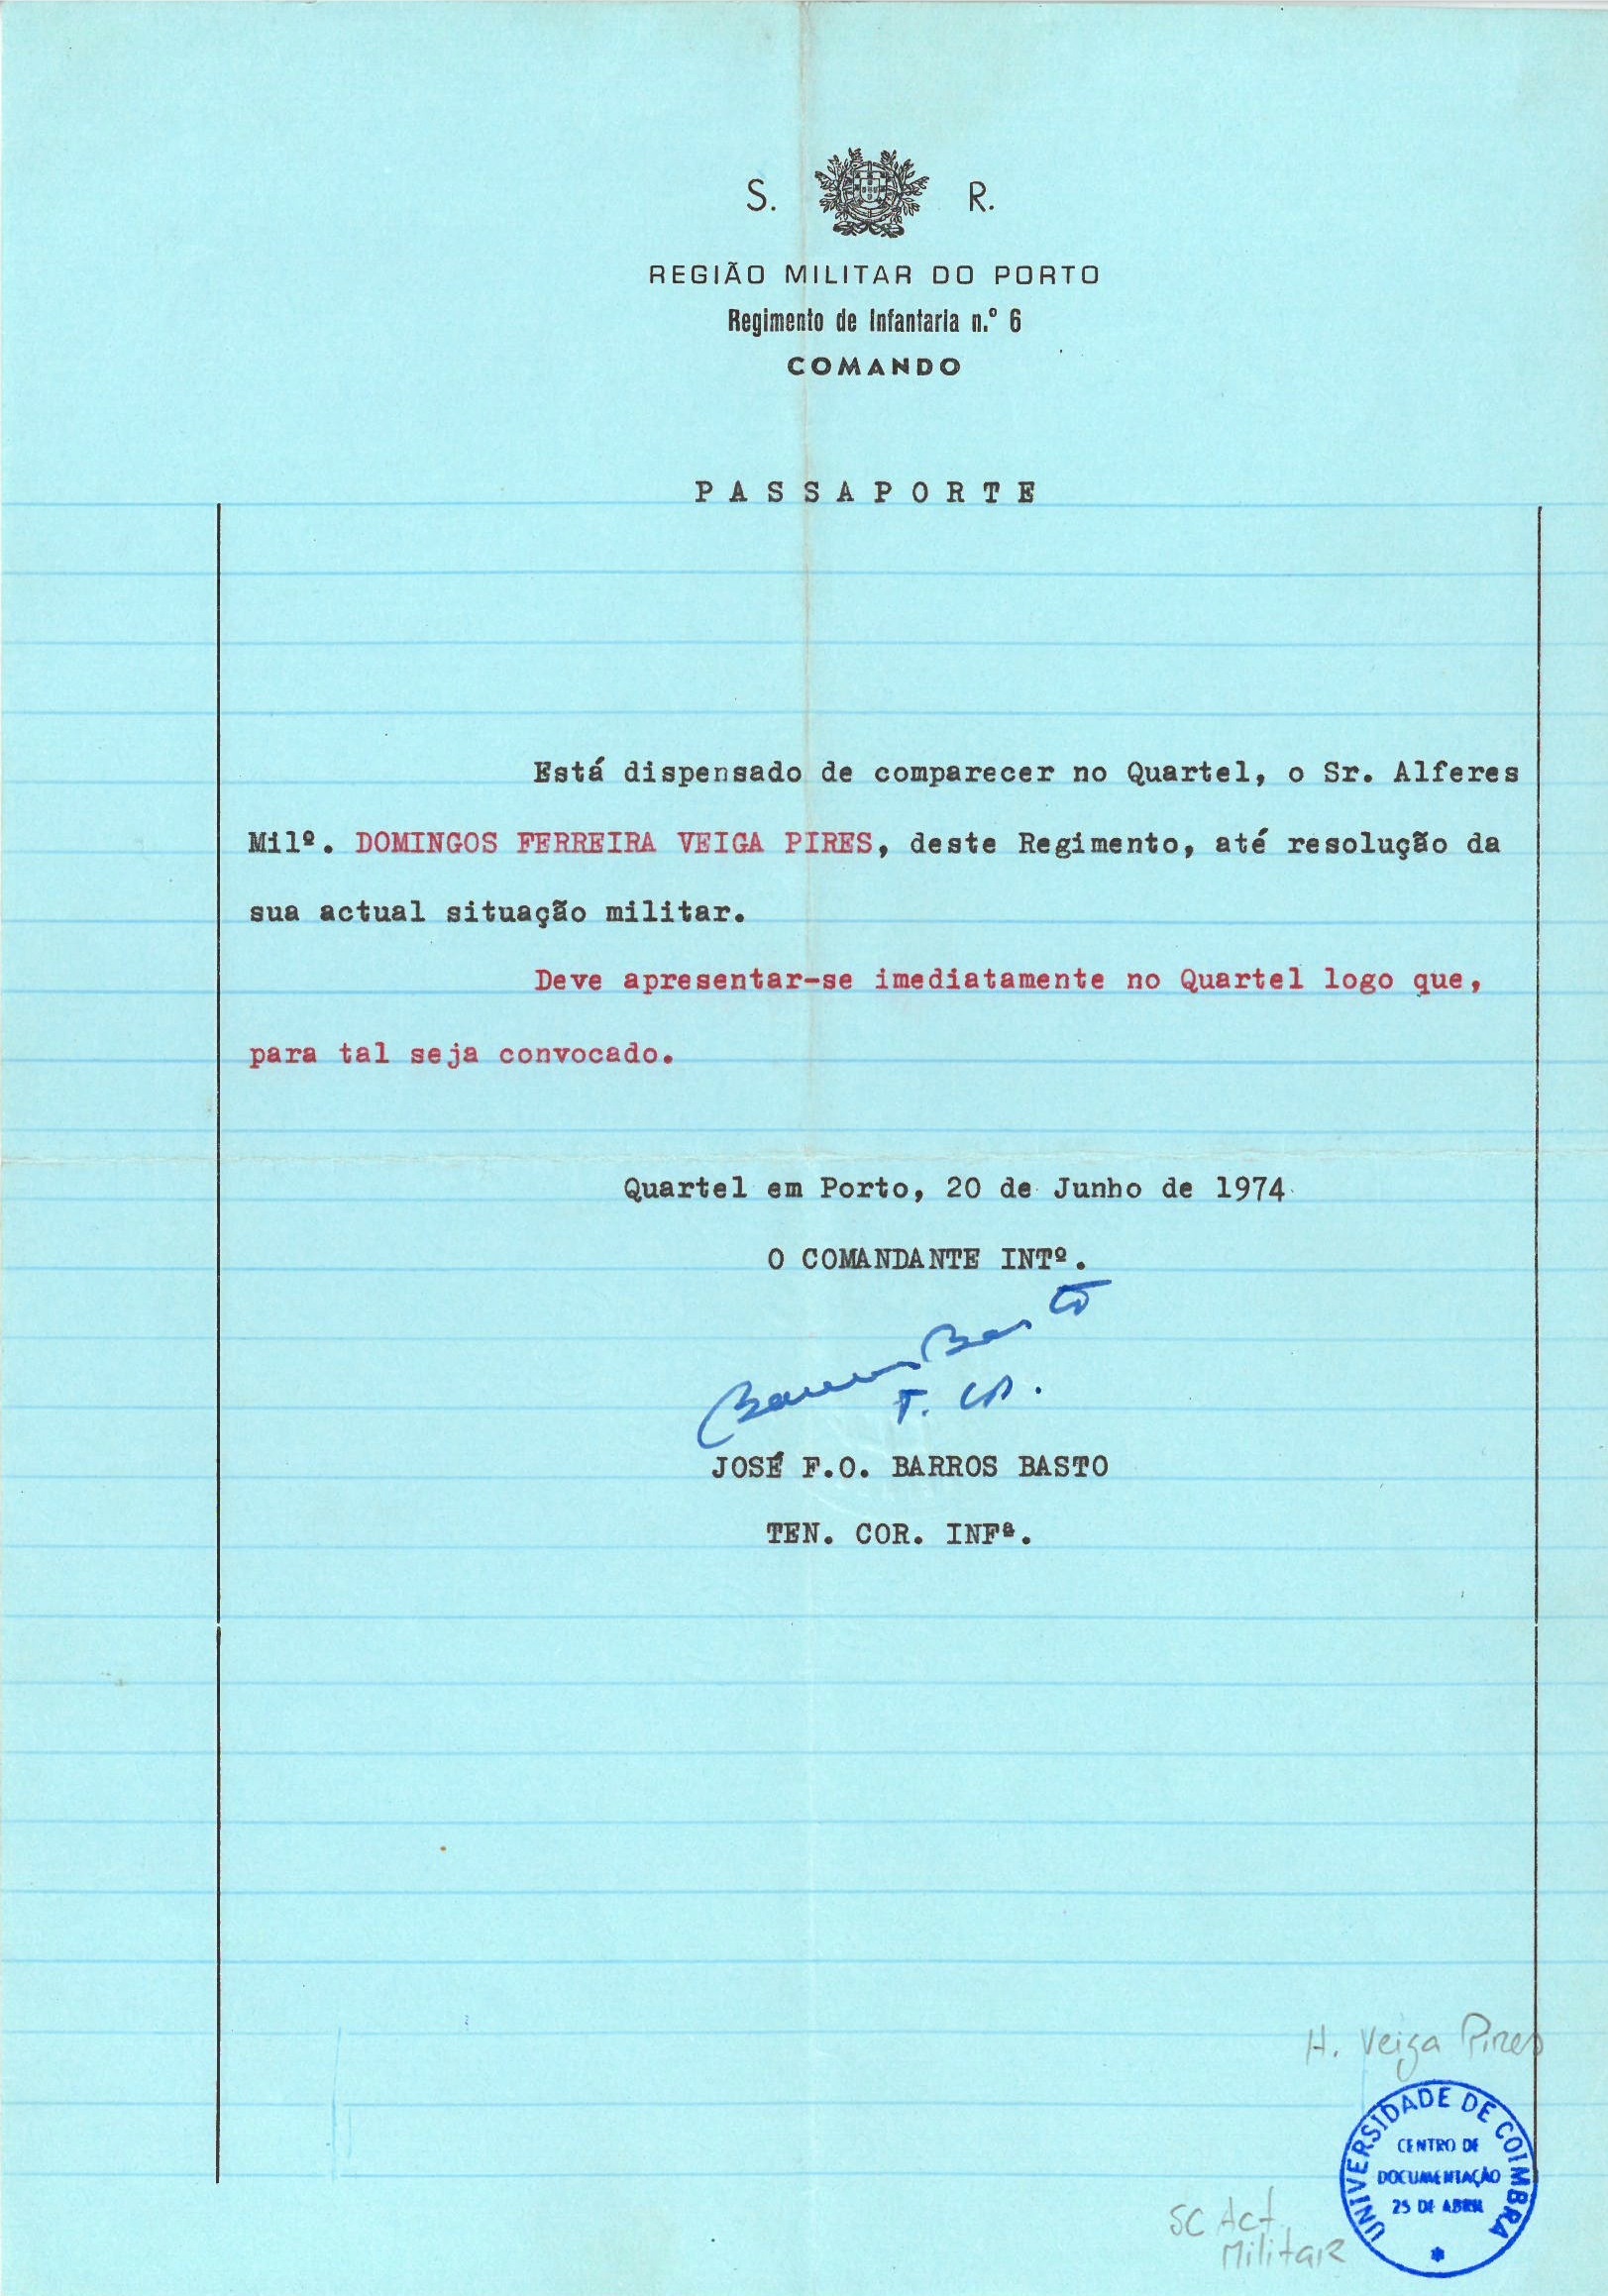 S. R.
REGIÃO MILITAR DO PORTO
Regimento de Infantaria n.º 6
COMANDO
PASSAPORTE
Está dispensado de comparecer no Quartel, o Sr. Alferes
Milº. DOMINGOS FERREIRA VEIGA PIRES, deste Regimento, até resolução da
sua actual situação militar.
Deve apresentar-se imediatamente no Quartel logo que,
para tal seja convocado.
Quartel em Porto, 20 de Junho de 1974
O COMANDANTE INTº.
Barros Basto
T. Cor.
JOSÉ F.O. BARROS BASTO
TEN. COR. INFª.
H. Veiga Pires
UNIVERSIDADE DE COIMBRA
CENTRO DE
DOCUMENTAÇÃO
25 DE ABRIL
SC Act
Militar